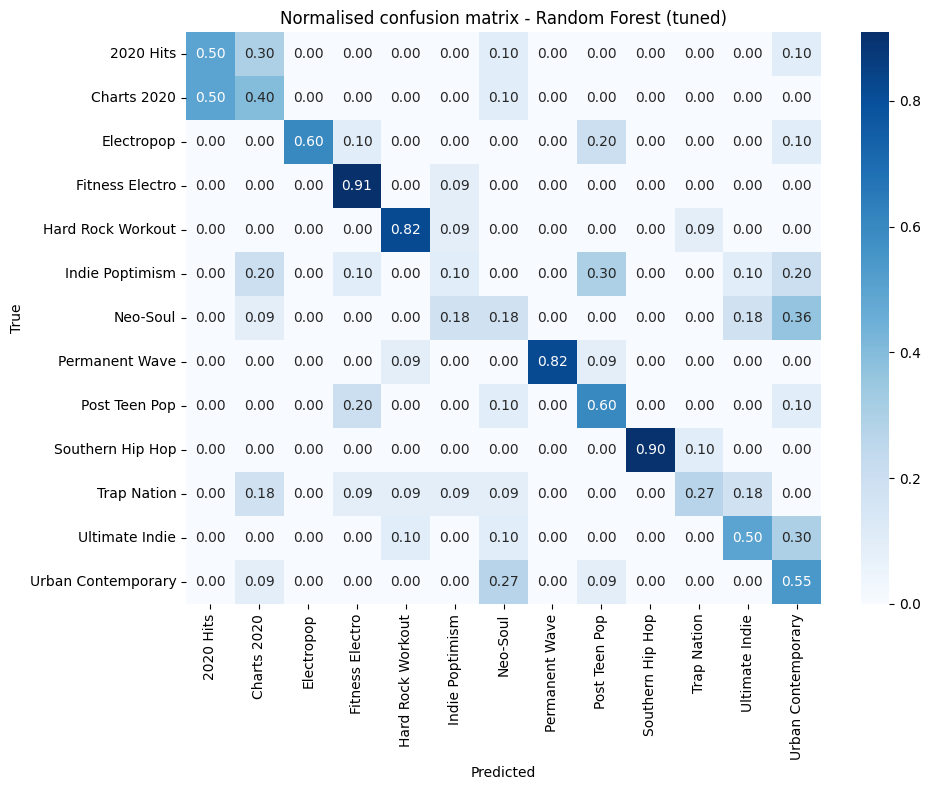 Normalised confusion matrix - Random Forest (tuned)
2020 Hits 0.50 0.30 0.00 0.00 0.00 0.00 0.10 0.00 0.00 0.00 0.00 0.00 0.10
Charts 2020 0.50 0.40 0.00 0.00 0.00 0.00 0.10 0.00 0.00 0.00 0.00 0.00 0.00
Electropop 0.00 0.00 0.60 0.10 0.00 0.00 0.00 0.00 0.20 0.00 0.00 0.00 0.10
Fitness Electro 0.00 0.00 0.00 0.91 0.00 0.09 0.00 0.00 0.00 0.00 0.00 0.00 0.00
Hard Rock Workout 0.00 0.00 0.00 0.00 0.82 0.09 0.00 0.00 0.00 0.00 0.09 0.00 0.00
Indie Poptimism 0.00 0.20 0.00 0.10 0.00 0.10 0.00 0.00 0.30 0.00 0.00 0.10 0.20
Neo-Soul 0.00 0.09 0.00 0.00 0.00 0.18 0.18 0.00 0.00 0.00 0.00 0.18 0.36
Permanent Wave 0.00 0.00 0.00 0.00 0.09 0.00 0.00 0.82 0.09 0.00 0.00 0.00 0.00
Post Teen Pop 0.00 0.00 0.00 0.20 0.00 0.00 0.10 0.00 0.60 0.00 0.00 0.00 0.10
Southern Hip Hop 0.00 0.00 0.00 0.00 0.00 0.00 0.00 0.00 0.00 0.90 0.10 0.00 0.00
Trap Nation 0.00 0.18 0.00 0.09 0.09 0.09 0.09 0.00 0.00 0.00 0.27 0.18 0.00
Ultimate Indie 0.00 0.00 0.00 0.00 0.10 0.00 0.10 0.00 0.00 0.00 0.00 0.50 0.30
Urban Contemporary 0.00 0.09 0.00 0.00 0.00 0.00 0.27 0.00 0.09 0.00 0.00 0.00 0.55
True
2020 Hits
Charts 2020
Electropop
Fitness Electro
Hard Rock Workout
Indie Poptimism
Neo-Soul
Permanent Wave
Post Teen Pop
Southern Hip Hop
Trap Nation
Ultimate Indie
Urban Contemporary
Predicted
0.8
0.6
0.4
0.2
0.0